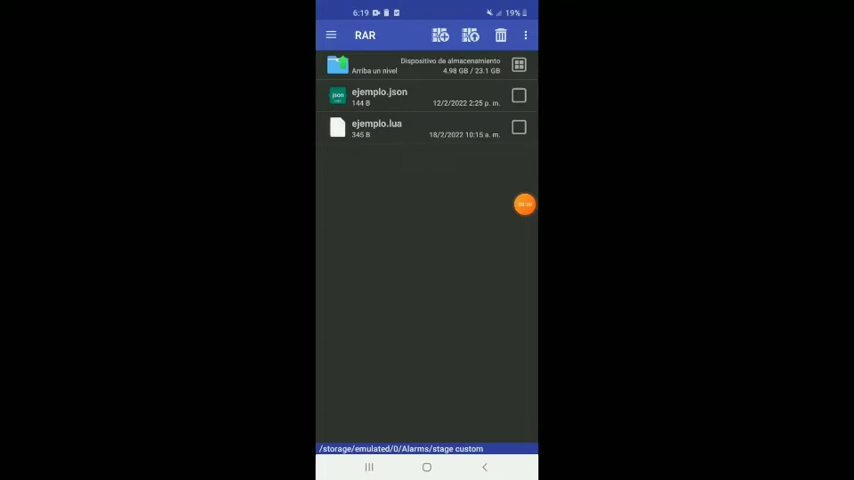 6:19
19%
RAR
Dispositivo de almacenamiento
Arriba un nivel
4.98 GB / 23.1 GB
json
ejemplo.json
144 B
12/2/2022 2:25 p. m.
ejemplo.lua
345 B
18/2/2022 10:15 a. m.
/storage/emulated/0/Alarms/stage custom